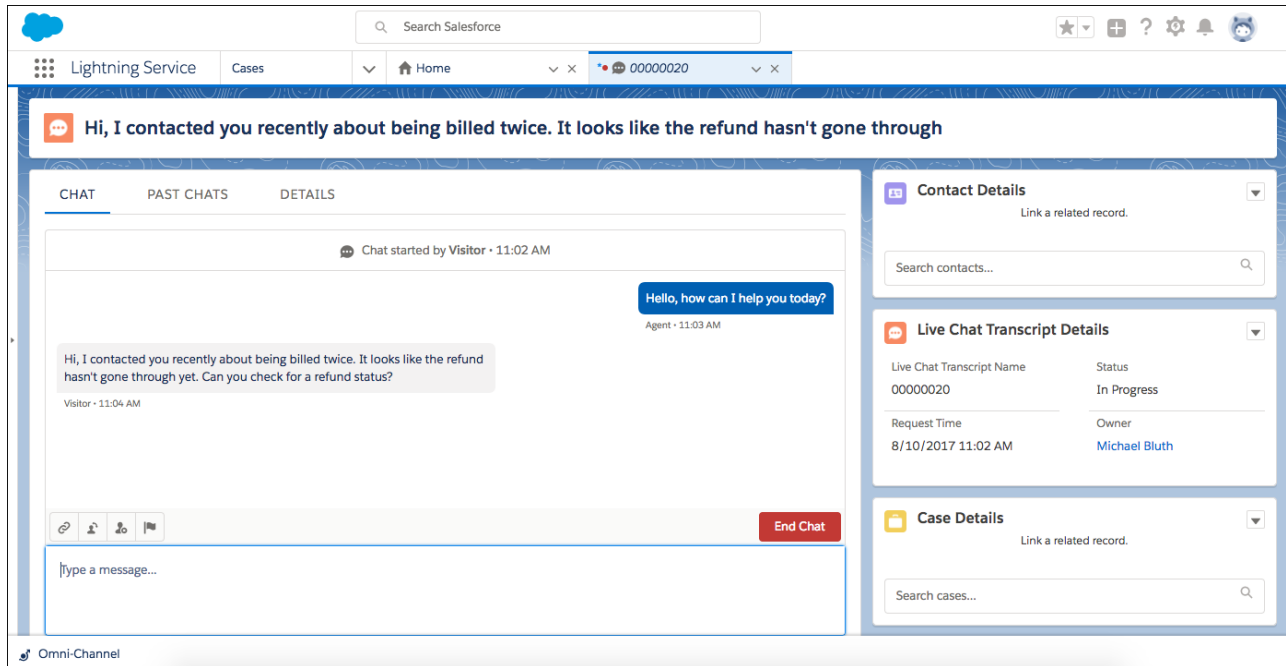 Search Salesforce
Lightning Service
Cases
Home
00000020
Hi, I contacted you recently about being billed twice. It looks like the refund hasn't gone through
CHAT
PAST CHATS
DETAILS
Chat started by Visitor • 11:02 AM
Hello, how can I help you today?
Agent • 11:03 AM
Hi, I contacted you recently about being billed twice. It looks like the refund
hasn't gone through yet. Can you check for a refund status?
Visitor • 11:04 AM
End Chat
Type a message...
Contact Details
Link a related record.
Search contacts...
Live Chat Transcript Details
Live Chat Transcript Name
00000020
Status
In Progress
Request Time
8/10/2017 11:02 AM
Owner
Michael Bluth
Case Details
Link a related record.
Search cases...
Omni-Channel